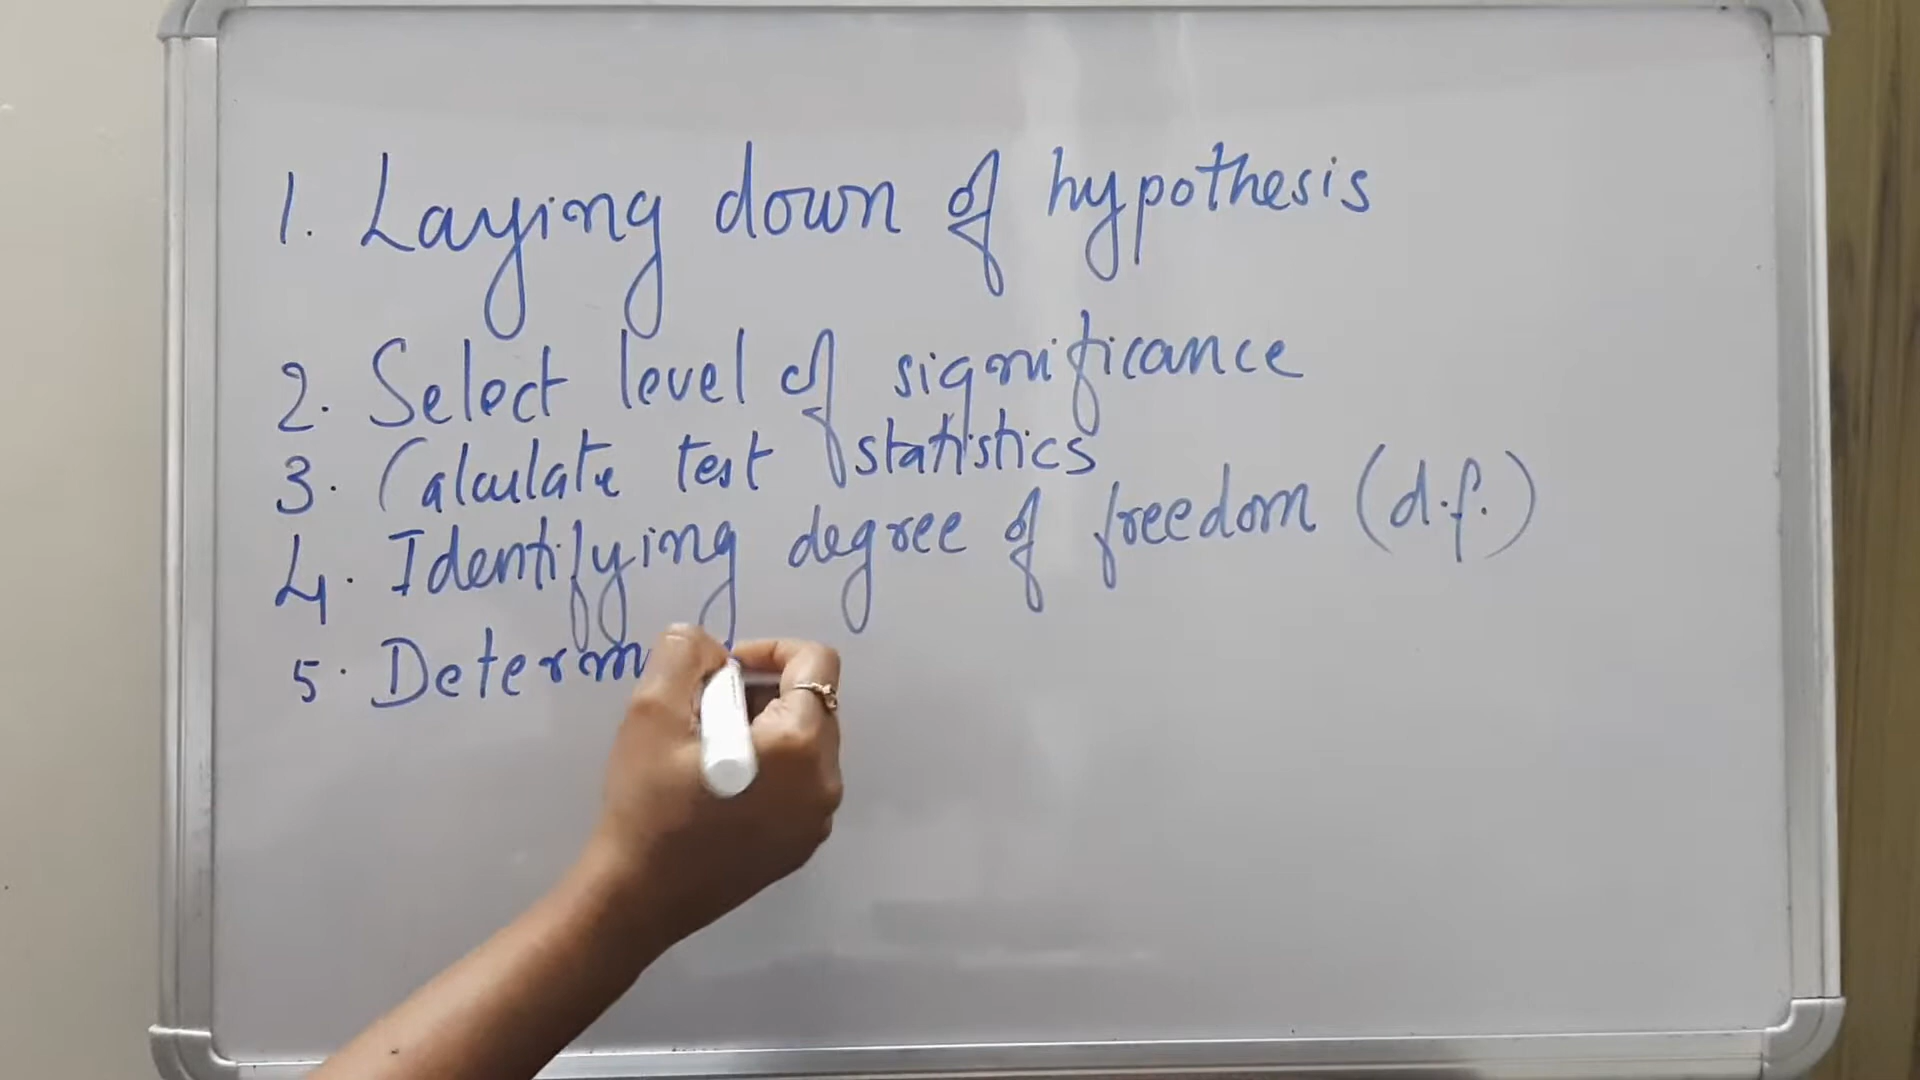 1. Laying down of hypothesis
2. Select level of significance
3. Calculate test statistics
4. Identifying degree of freedom (d.f.)
5. Determ